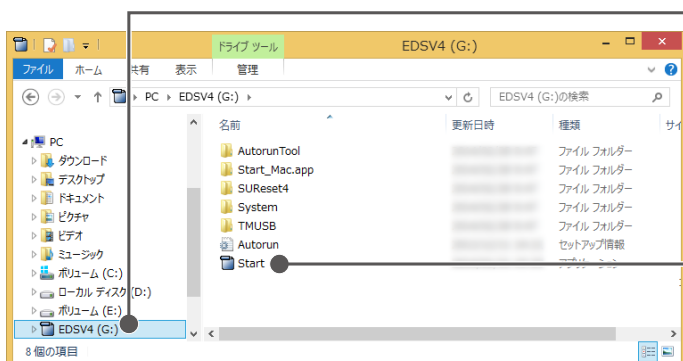 ドライブ ツール
EDSV4 (G:)
ファイル ホーム 共有 表示 管理
PC EDSV4 (G:) EDSV4 (G:)の検索
名前 更新日時 種類 サイ
PC
ダウンロード
デスクトップ
ドキュメント
ピクチャ
ビデオ
ミュージック
ボリューム (C:)
ローカル ディスク (D:)
ボリューム (E:)
EDSV4 (G:)
AutorunTool ファイル フォルダー
Start_Mac.app ファイル フォルダー
SUReset4 ファイル フォルダー
System ファイル フォルダー
TMUSB ファイル フォルダー
Autorun セットアップ情報
Start
8 個の項目